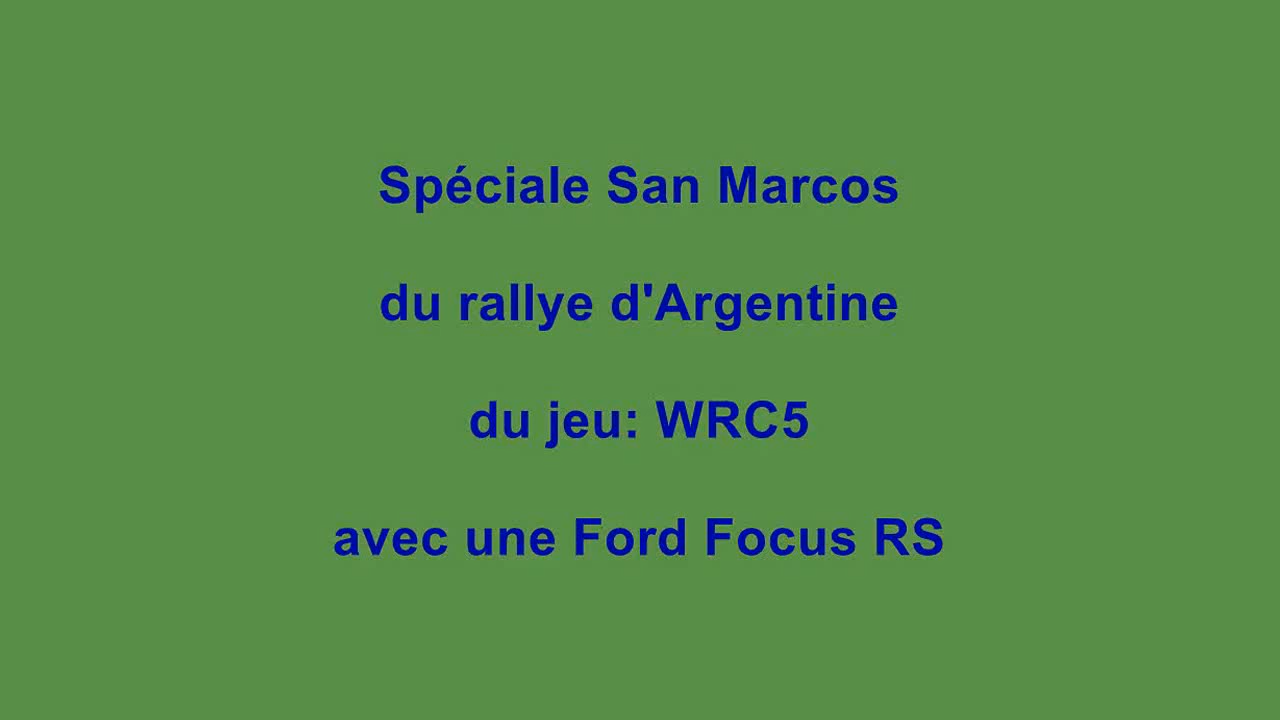 Spéciale San Marcos
du rallye d'Argentine
du jeu: WRC5
avec une Ford Focus RS